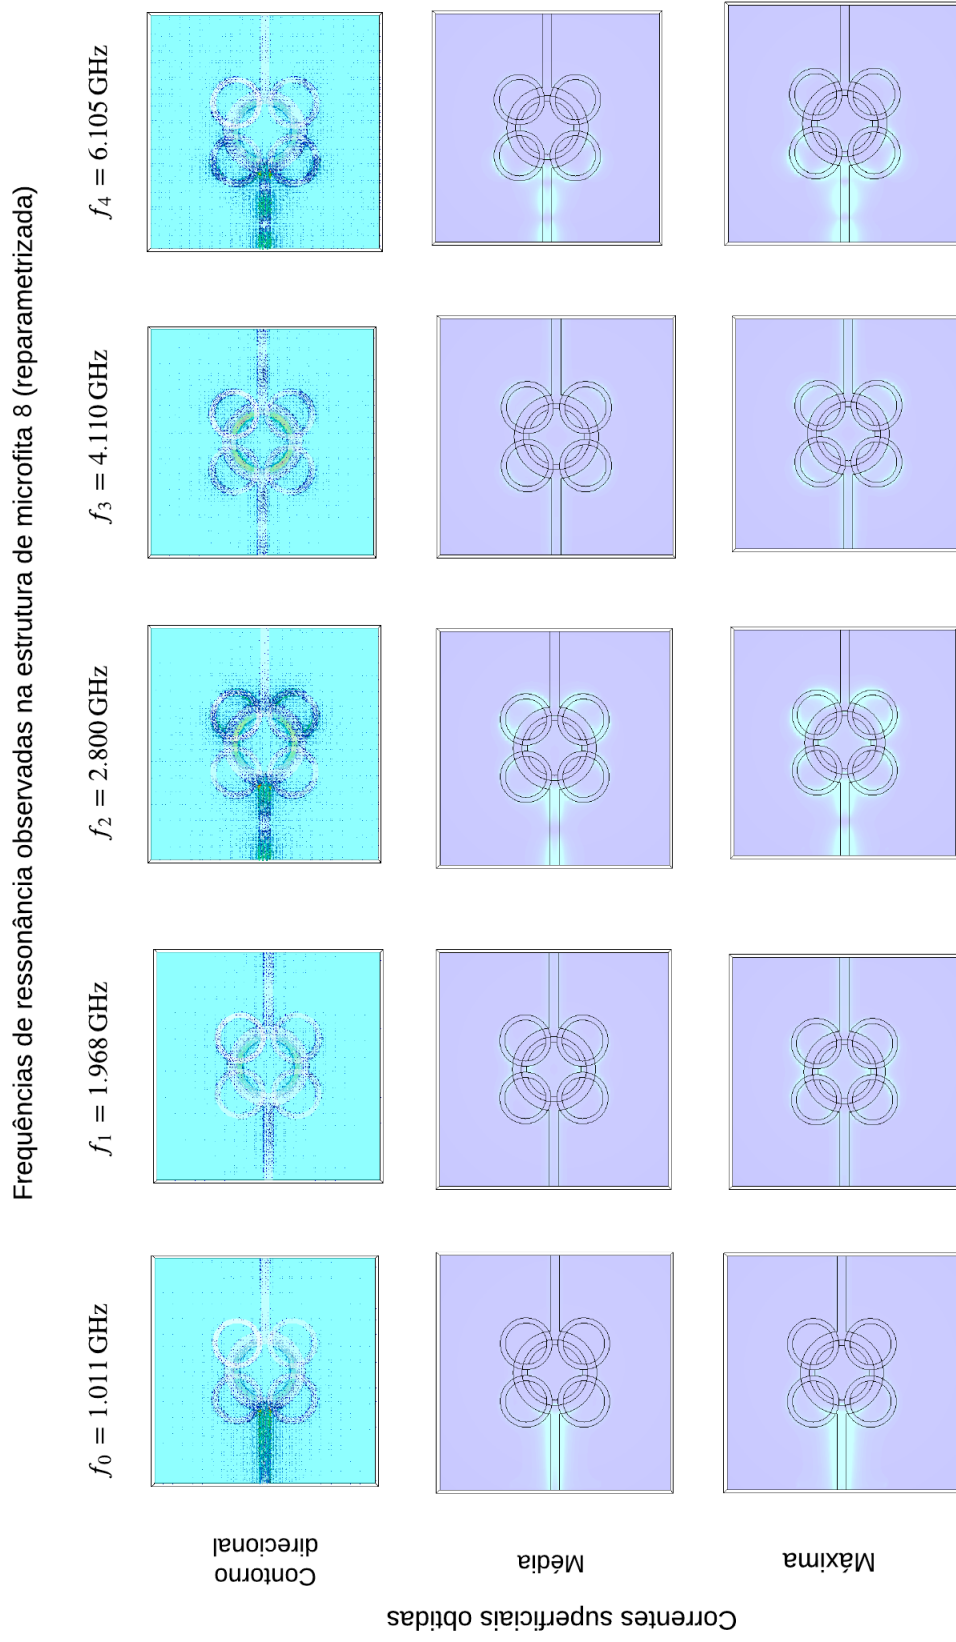 Frequências de ressonância observadas na estrutura de microfita 8 (reparametrizada)
f0 = 1.011 GHz
f1 = 1.968 GHz
f2 = 2.800 GHz
f3 = 4.110 GHz
f4 = 6.105 GHz
Correntes superficiais obtidas
Contorno
direcional
Média
Máxima